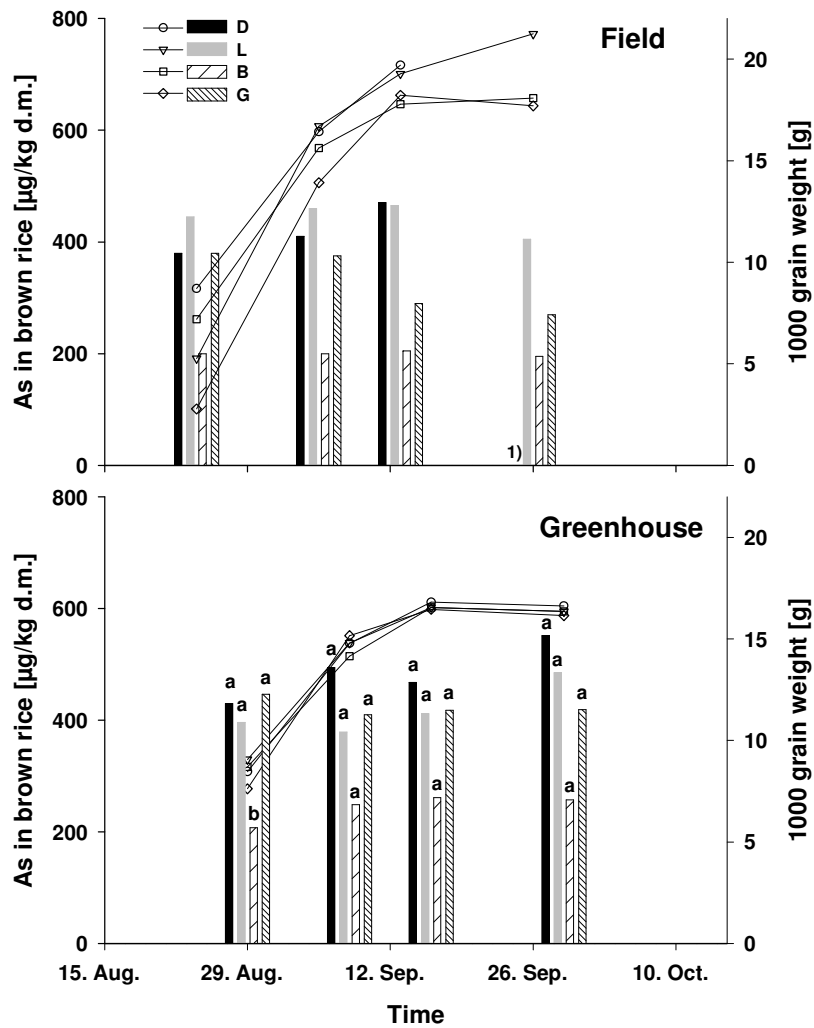 Field
D
L
B
G
As in brown rice [µg/kg d.m.]
800
600
400
200
0
1)
1000 grain weight [g]
20
15
10
5
0
Greenhouse
As in brown rice [µg/kg d.m.]
800
600
400
200
0
a a b a
a a a a
a a a a
a a a a
1000 grain weight [g]
20
15
10
5
0
15. Aug. 29. Aug. 12. Sep. 26. Sep. 10. Oct.
Time